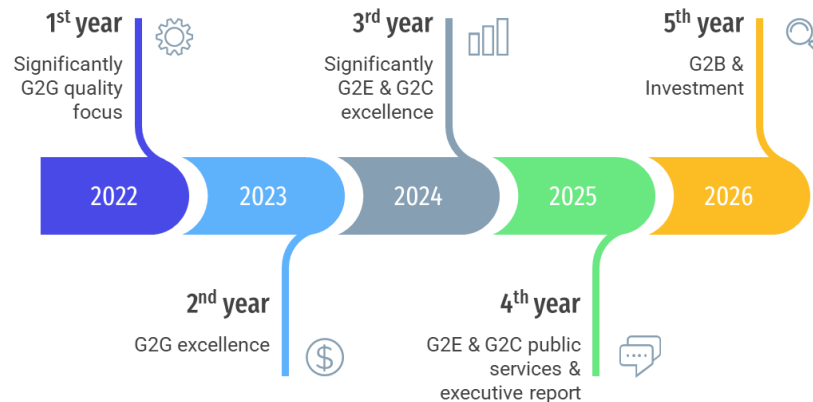 1st year
Significantly
G2G quality
focus
3rd year
Significantly
G2E & G2C
excellence
5th year
G2B &
Investment
2022
2023
2024
2025
2026
2nd year
G2G excellence
$
4th year
G2E & G2C public
services &
executive report